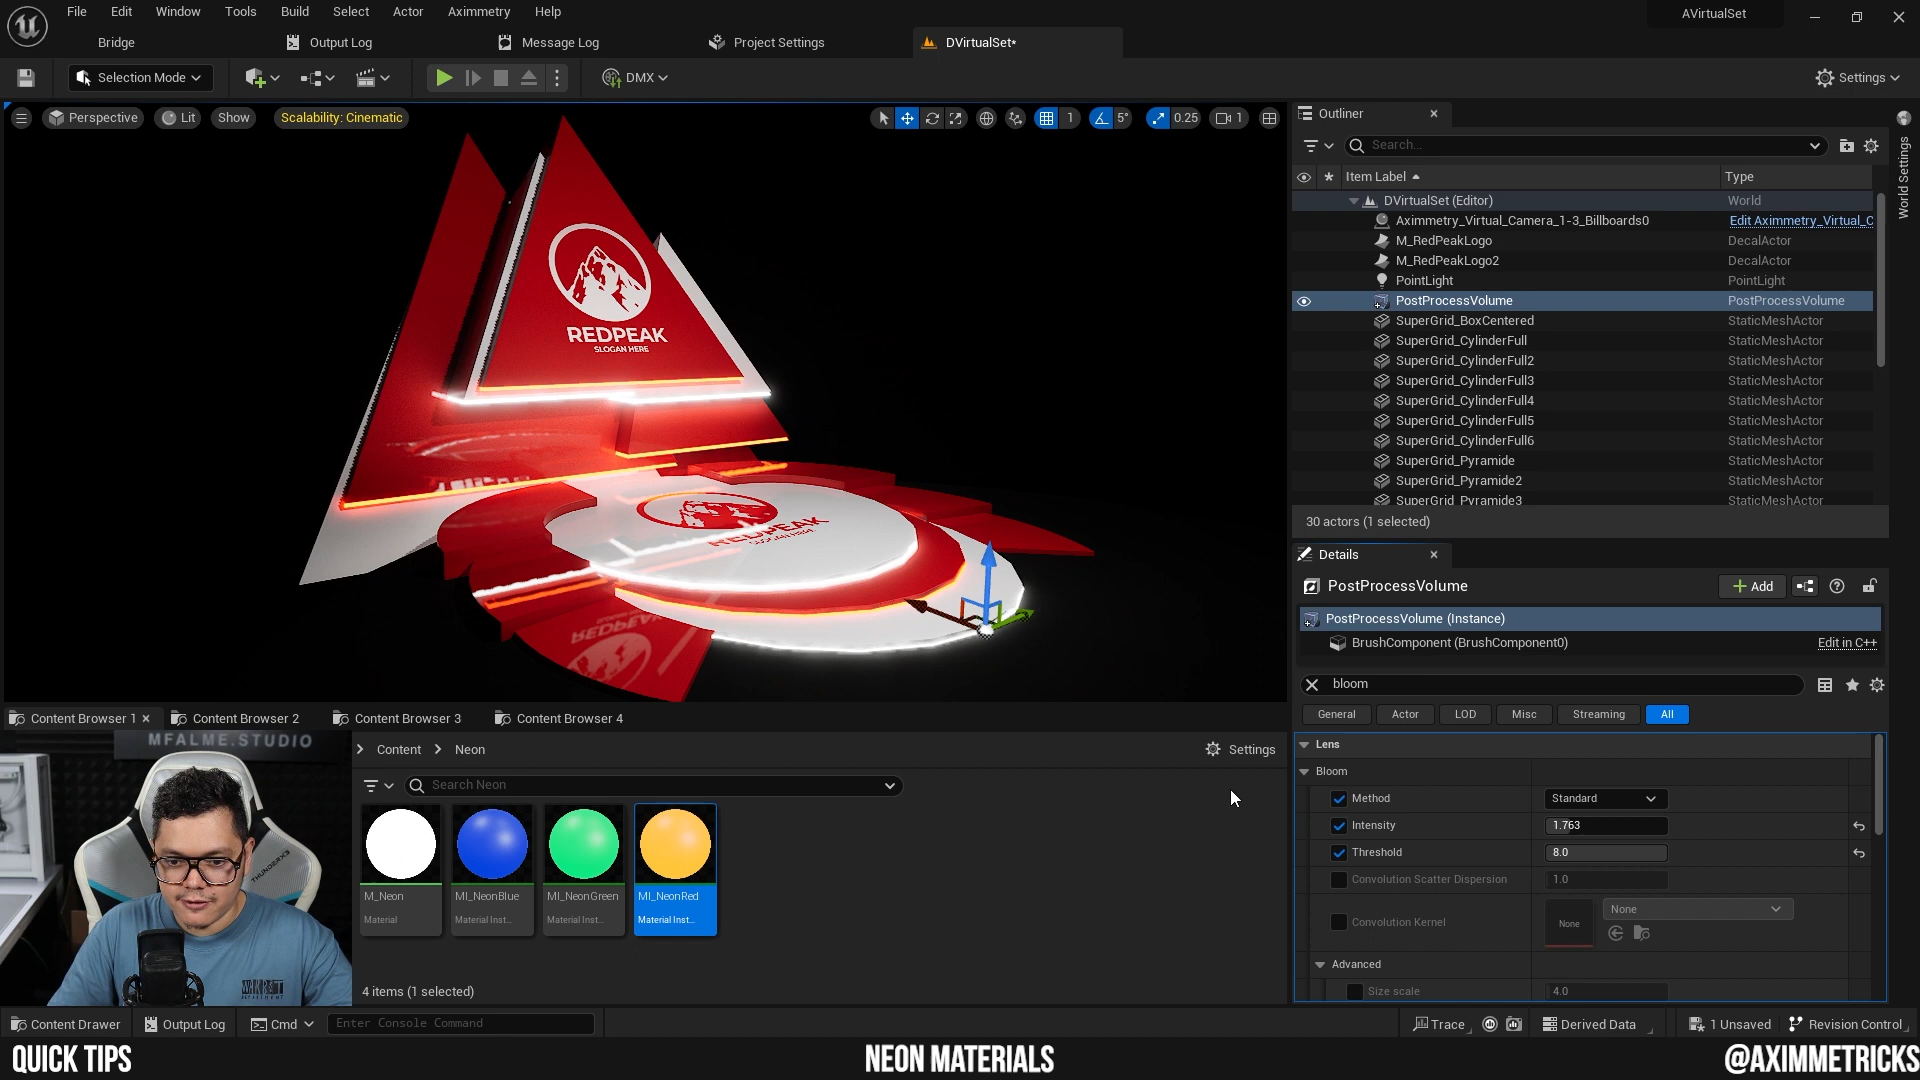 File Edit Window Tools Build Select Actor Aximmetry Help
AVirtualSet
Bridge Output Log Message Log Project Settings DVirtualSet*
Selection Mode DMX Settings
Perspective Lit Show Scalability: Cinematic 1 5° 0.25 1
REDPEAK
SLOGAN HERE
REDPEAK
Outliner
World Settings
Search...
Item Label Type
DVirtualSet (Editor) World
Aximmetry_Virtual_Camera_1-3_Billboards0 Edit Aximmetry_Virtual_C
M_RedPeakLogo DecalActor
M_RedPeakLogo2 DecalActor
PointLight PointLight
PostProcessVolume PostProcessVolume
SuperGrid_BoxCentered StaticMeshActor
SuperGrid_CylinderFull StaticMeshActor
SuperGrid_CylinderFull2 StaticMeshActor
SuperGrid_CylinderFull3 StaticMeshActor
SuperGrid_CylinderFull4 StaticMeshActor
SuperGrid_CylinderFull5 StaticMeshActor
SuperGrid_CylinderFull6 StaticMeshActor
SuperGrid_Pyramide StaticMeshActor
SuperGrid_Pyramide2 StaticMeshActor
SuperGrid_Pyramide3 StaticMeshActor
30 actors (1 selected)
Details
PostProcessVolume Add
PostProcessVolume (Instance)
BrushComponent (BrushComponent0) Edit in C++
bloom
General Actor LOD Misc Streaming All
Lens
Bloom
Method Standard
Intensity 1.763
Threshold 8.0
Convolution Scatter Dispersion 1.0
Convolution Kernel None None
Advanced
Size scale 4.0
Content Browser 1 Content Browser 2 Content Browser 3 Content Browser 4
MFALME.STUDIO
Content Neon Settings
Search Neon
M_Neon MI_NeonBlue MI_NeonGreen MI_NeonRed
Material Material Inst... Material Inst... Material Inst...
4 items (1 selected)
Content Drawer Output Log Cmd Enter Console Command Trace Derived Data 1 Unsaved Revision Control
QUICK TIPS NEON MATERIALS @AXIMMETRICKS